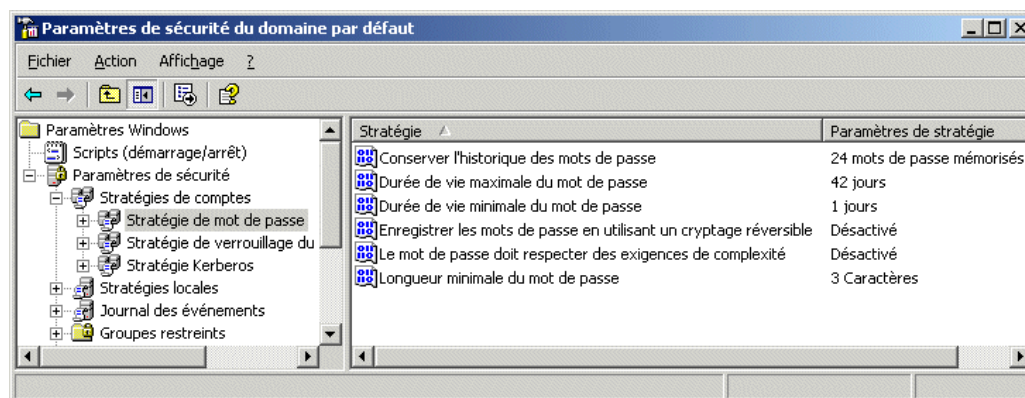 Paramètres de sécurité du domaine par défaut
Fichier Action Affichage ?
Paramètres Windows
Scripts (démarrage/arrêt)
Paramètres de sécurité
Stratégies de comptes
Stratégie de mot de passe
Stratégie de verrouillage du
Stratégie Kerberos
Stratégies locales
Journal des événements
Groupes restreints
Stratégie Paramètres de stratégie
Conserver l'historique des mots de passe 24 mots de passe mémorisés
Durée de vie maximale du mot de passe 42 jours
Durée de vie minimale du mot de passe 1 jours
Enregistrer les mots de passe en utilisant un cryptage réversible Désactivé
Le mot de passe doit respecter des exigences de complexité Désactivé
Longueur minimale du mot de passe 3 Caractères